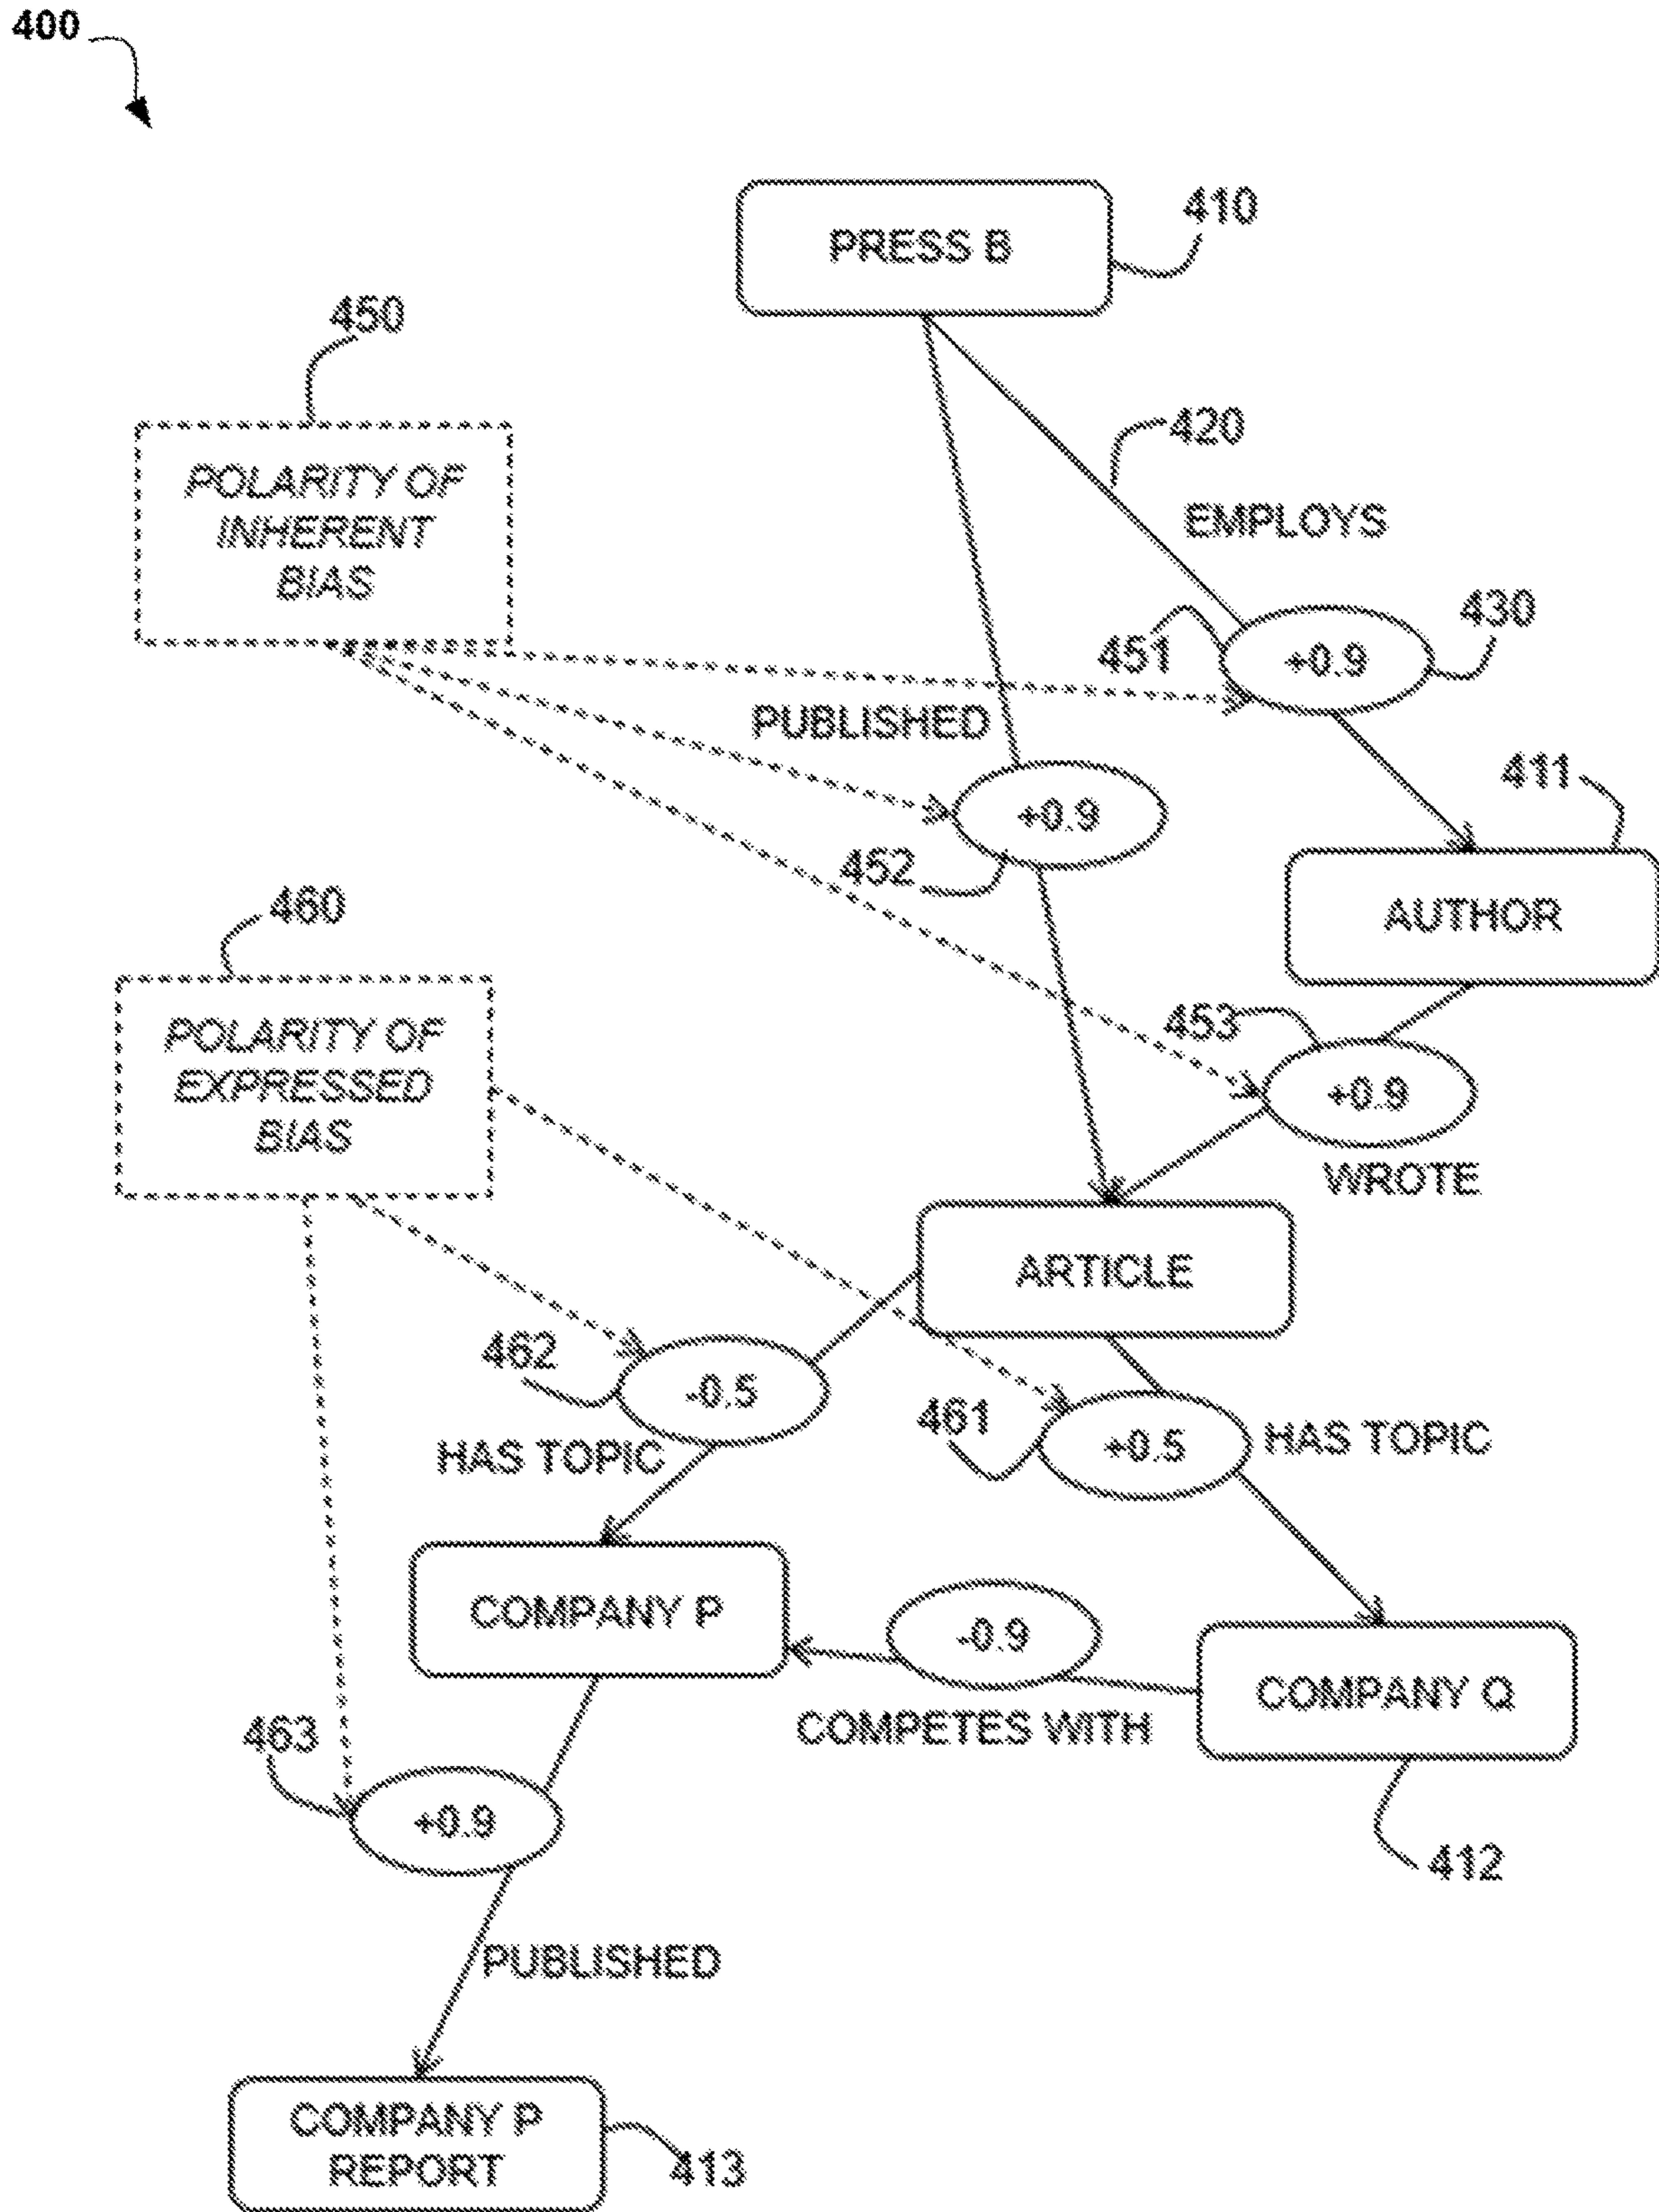 400
PRESS B
410
450
POLARITY OF
INHERENT
BIAS
420
EMPLOYS
430
451
+0.9
PUBLISHED
411
+0.9
452
AUTHOR
460
POLARITY OF
EXPRESSED
BIAS
453
+0.9
WROTE
ARTICLE
462
-0.5
461
+0.5
HAS TOPIC
HAS TOPIC
COMPANY P
-0.9
COMPANY Q
COMPETES WITH
463
+0.9
412
PUBLISHED
COMPANY P
REPORT
413